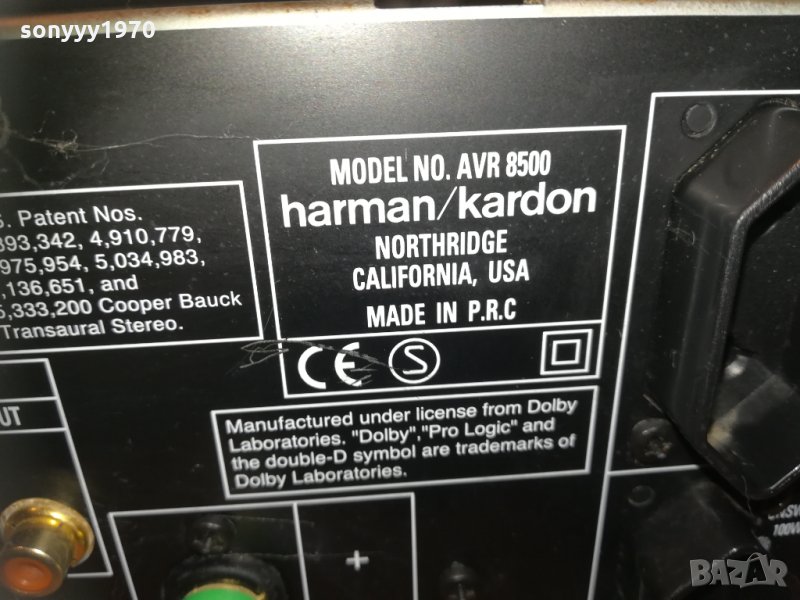 sonyyy1970
MODEL NO. AVR 8500
harman/kardon
NORTHRIDGE
CALIFORNIA, USA
MADE IN P.R.C
CE S
. Patent Nos.
393,342, 4,910,779,
975,954, 5,034,983,
,136,651, and
5,333,200 Cooper Bauck
Transaural Stereo.
UT
Manufactured under license from Dolby
Laboratories. "Dolby","Pro Logic" and
the double-D symbol are trademarks of
Dolby Laboratories.
+
BAZAR